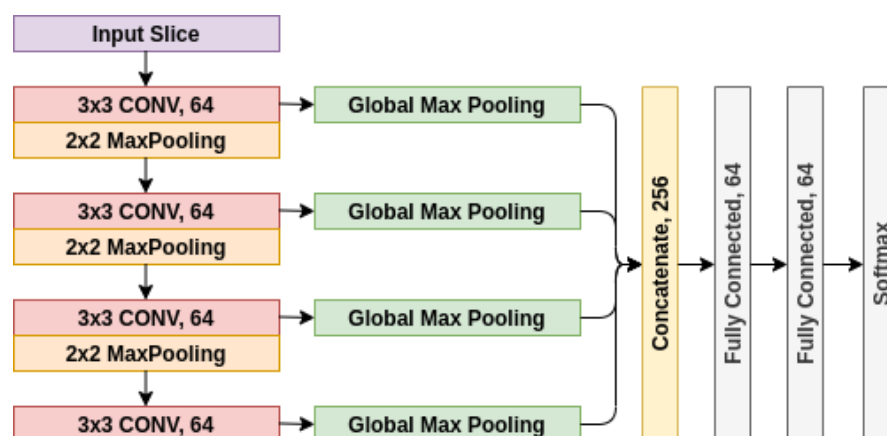 Input Slice
3x3 CONV, 64
Global Max Pooling
2x2 MaxPooling
3x3 CONV, 64
Global Max Pooling
2x2 MaxPooling
3x3 CONV, 64
Global Max Pooling
2x2 MaxPooling
3x3 CONV, 64
Global Max Pooling
Concatenate, 256
Fully Connected, 64
Fully Connected, 64
Softmax